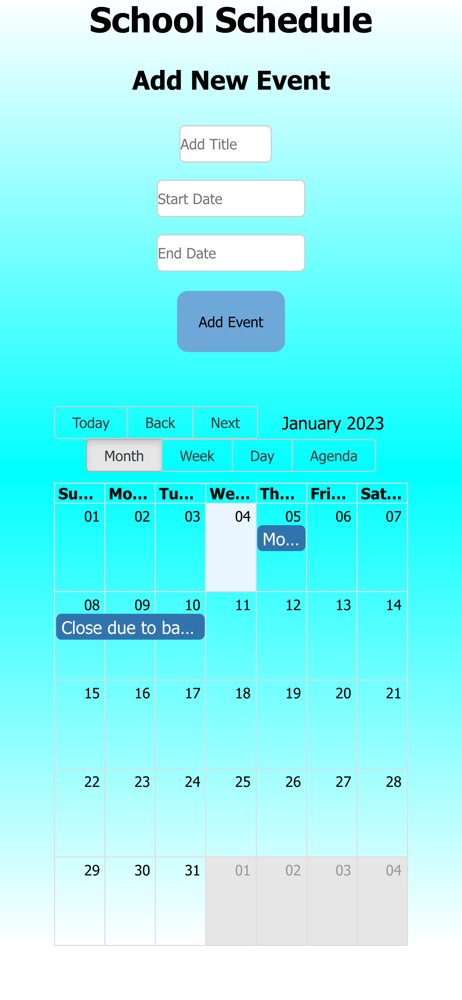 School Schedule
Add New Event
Add Title
Start Date
End Date
Add Event
Today Back Next January 2023
Month Week Day Agenda
Su... Mo... Tu... We... Th... Fri... Sat...
01 02 03 04 05 06 07
Mo...
08 09 10 11 12 13 14
Close due to ba...
15 16 17 18 19 20 21
22 23 24 25 26 27 28
29 30 31 01 02 03 04